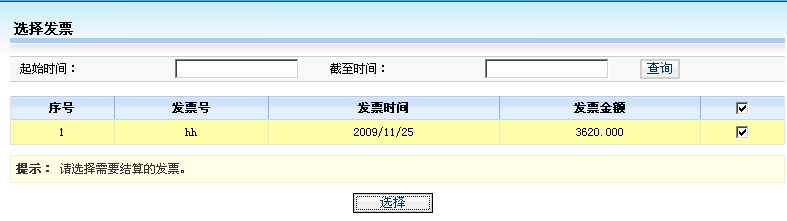 选择发票
起始时间： 截至时间： 查询
序号 发票号 发票时间 发票金额
1 hh 2009/11/25 3620.000
提示： 请选择需要结算的发票。
选择